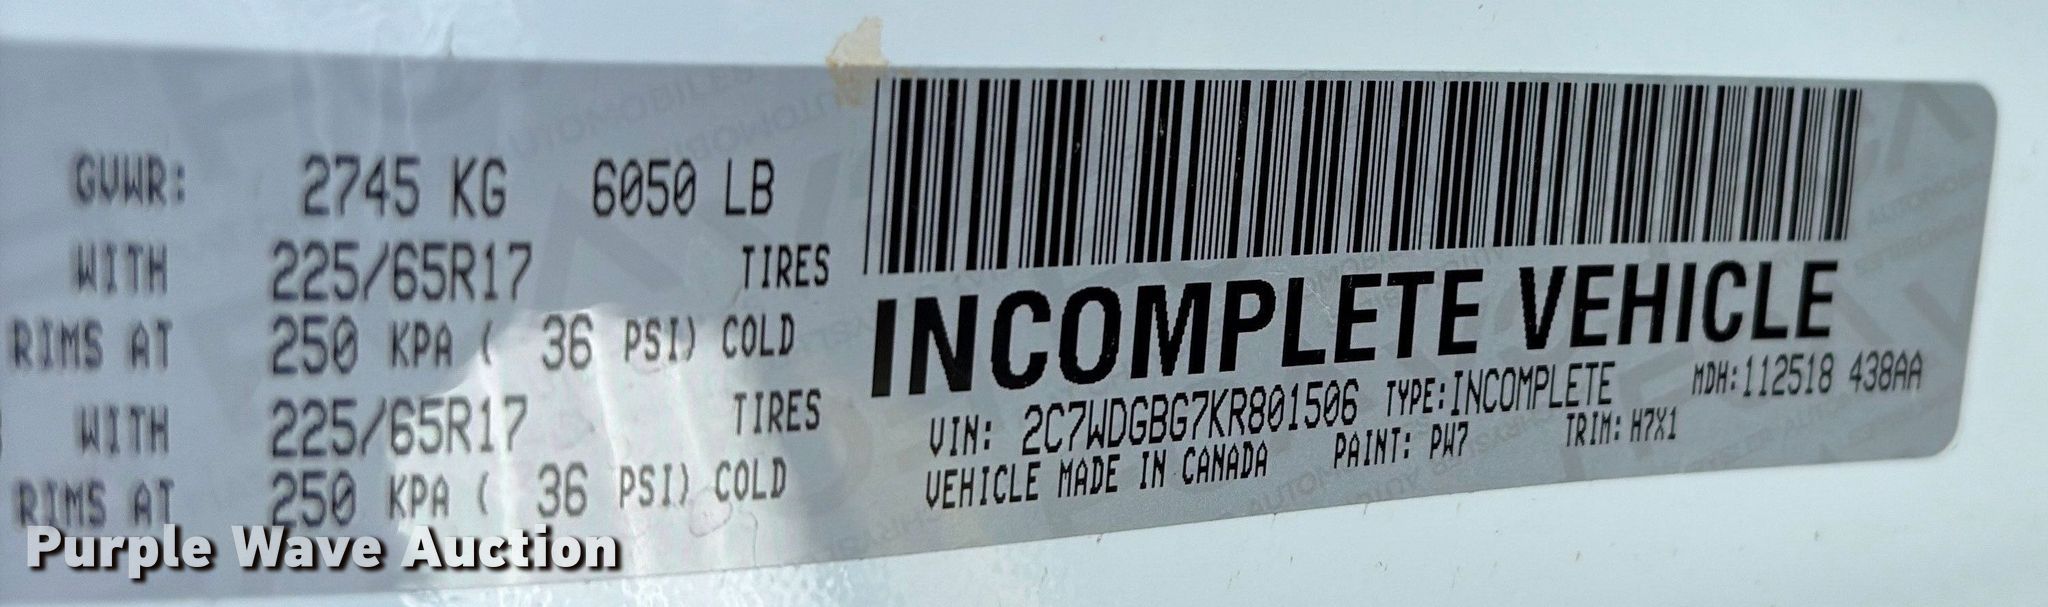 GVWR: 2745 KG 6050 LB
WITH 225/65R17 TIRES
RIMS AT 250 KPA ( 36 PSI) COLD
WITH 225/65R17 TIRES
RIMS AT 250 KPA ( 36 PSI) COLD
INCOMPLETE VEHICLE
VIN: 2C7WDGBG7KR801506 TYPE:INCOMPLETE MDH:112518 438AA
VEHICLE MADE IN CANADA PAINT: PW7 TRIM: H7X1
Purple Wave Auction